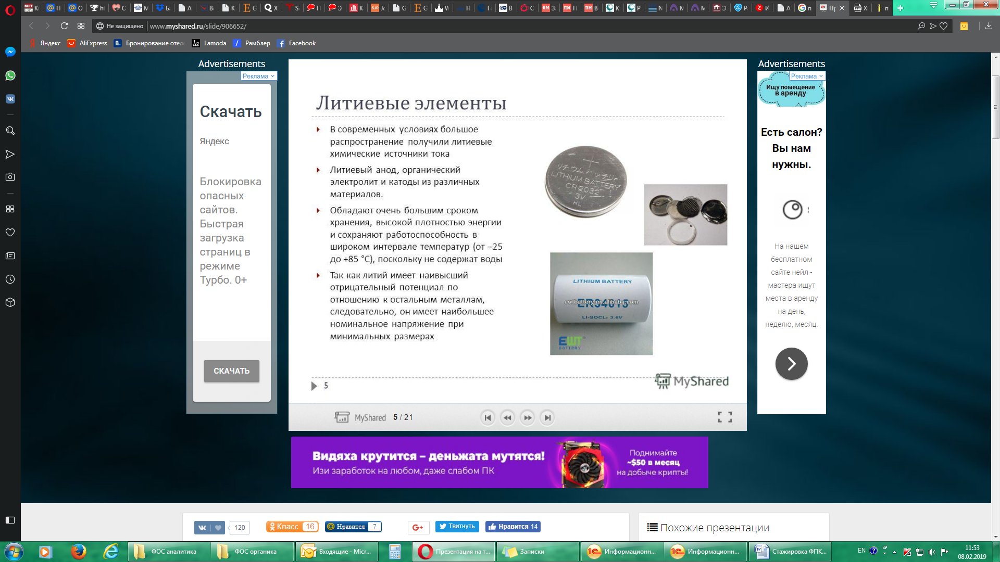 Не защищено
www.myshared.ru/slide/906652/
Яндекс
AliExpress
B.
Бронирование отел
la
Lamoda
Рамблер
Facebook
Advertisements
Реклама
Скачать
Яндекс
Блокировка
опасных
сайтов.
Быстрая
загрузка
страниц в
режиме
Турбо. 0+
СКАЧАТЬ
Литиевые элементы
В современных условиях большое
распространение получили литиевые
химические источники тока
Литиевый анод, органический
электролит и катоды из различных
материалов.
Обладают очень большим сроком
хранения, высокой плотностью энергии
и сохраняют работоспособность в
широком интервале температур (от –25
до +85 °C), поскольку не содержат воды
Так как литий имеет наивысший
отрицательный потенциал по
отношению к остальным металлам,
следовательно, он имеет наибольшее
номинальное напряжение при
минимальных размерах
LITHIUM BATTERY
CR2032
3V
HL
LITHIUM BATTERY
ewtbattery.en.alibaba.com
LI-SOCL2 3.6V
EWT
BATTERY
5
MyShared
MyShared
5 / 21
Advertisements
Реклама
Ищу помещение
в аренду
Есть салон?
Вы нам
нужны.
На нашем
бесплатном
сайте нейл -
мастера ищут
места в аренду
на день,
неделю, месяц.
Видяха крутится – деньжата мутятся!
Изи заработок на любом, даже слабом ПК
Поднимайте
~$50 в месяц
на добыче крипты!
120
Класс 16
Нравится 7
G+
Твитнуть
Нравится 14
Похожие презентации
ФОС аналитика
ФОС органика
Входящие - Micr...
Презентация на т...
Записки
Информационн...
Информационн...
Стажировка ФПК...
EN
11:53
08.02.2019